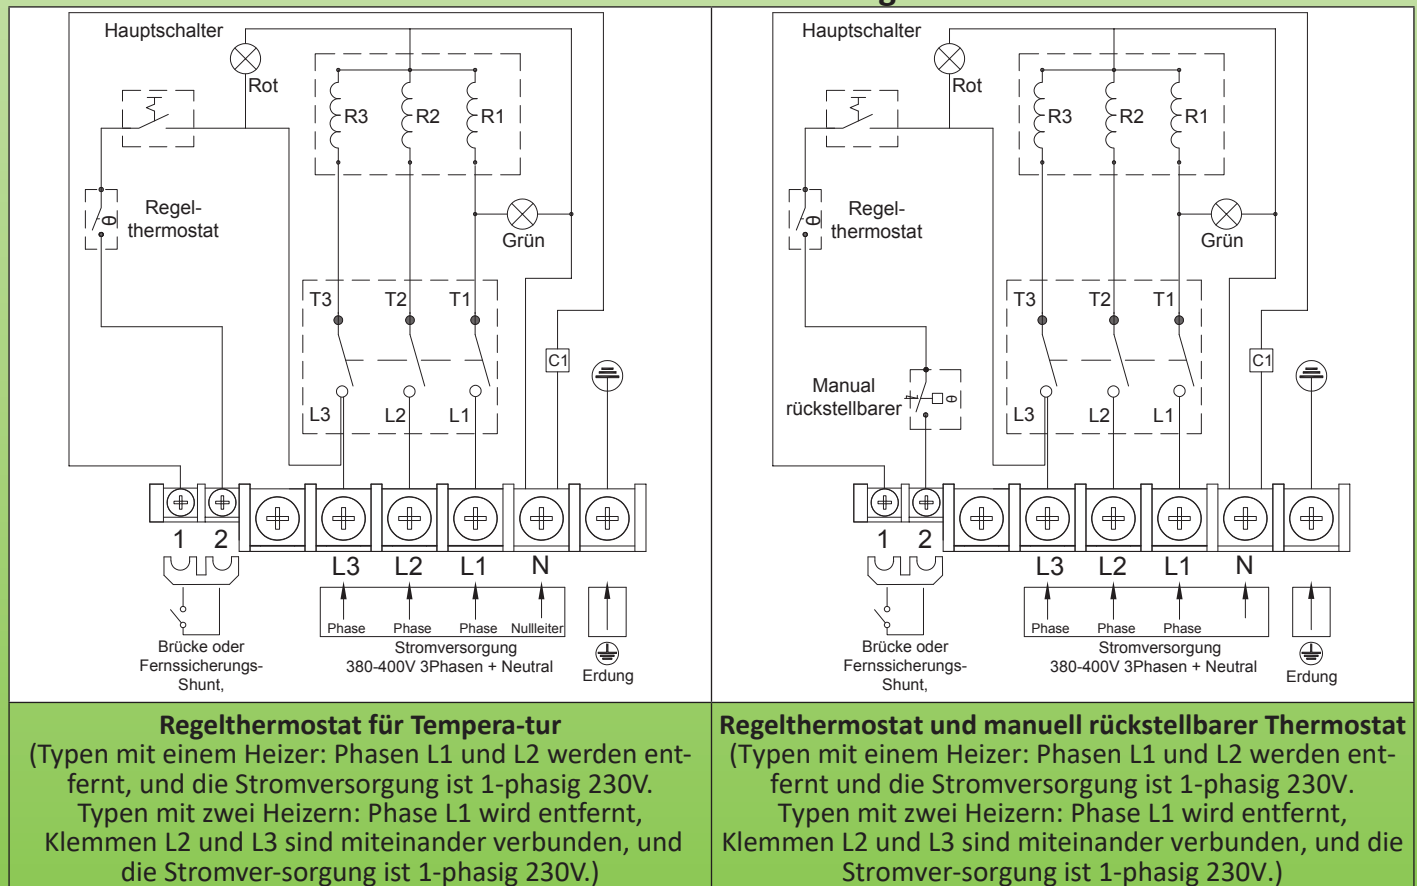 Hauptschalter
Rot
R3 R2 R1
Regel-
thermostat
θ
Grün
T3 T2 T1
C1
L3 L2 L1
1 2
L3 L2 L1 N
Phase Phase Phase Nullleiter
Brücke oder
Fernssicherungs-
Shunt,
Stromversorgung
380-400V 3Phasen + Neutral
Erdung
Regelthermostat für Tempera-tur
(Typen mit einem Heizer: Phasen L1 und L2 werden ent-
fernt, und die Stromversorgung ist 1-phasig 230V.
Typen mit zwei Heizern: Phase L1 wird entfernt,
Klemmen L2 und L3 sind miteinander verbunden, und
die Stromver-sorgung ist 1-phasig 230V.)
Hauptschalter
Rot
R3 R2 R1
Regel-
thermostat
θ
Grün
T3 T2 T1
C1
Manual
rückstellbarer
θ
L3 L2 L1
1 2
L3 L2 L1 N
Phase Phase Phase
Brücke oder
Fernssicherungs-
Shunt,
Stromversorgung
380-400V 3Phasen + Neutral
Erdung
Regelthermostat und manuell rückstellbarer Thermostat
(Typen mit einem Heizer: Phasen L1 und L2 werden ent-
fernt und die Stromversorgung ist 1-phasig 230V.
Typen mit zwei Heizern: Phase L1 wird entfernt,
Klemmen L2 und L3 sind miteinander verbunden, und die
Stromver-sorgung ist 1-phasig 230V.)